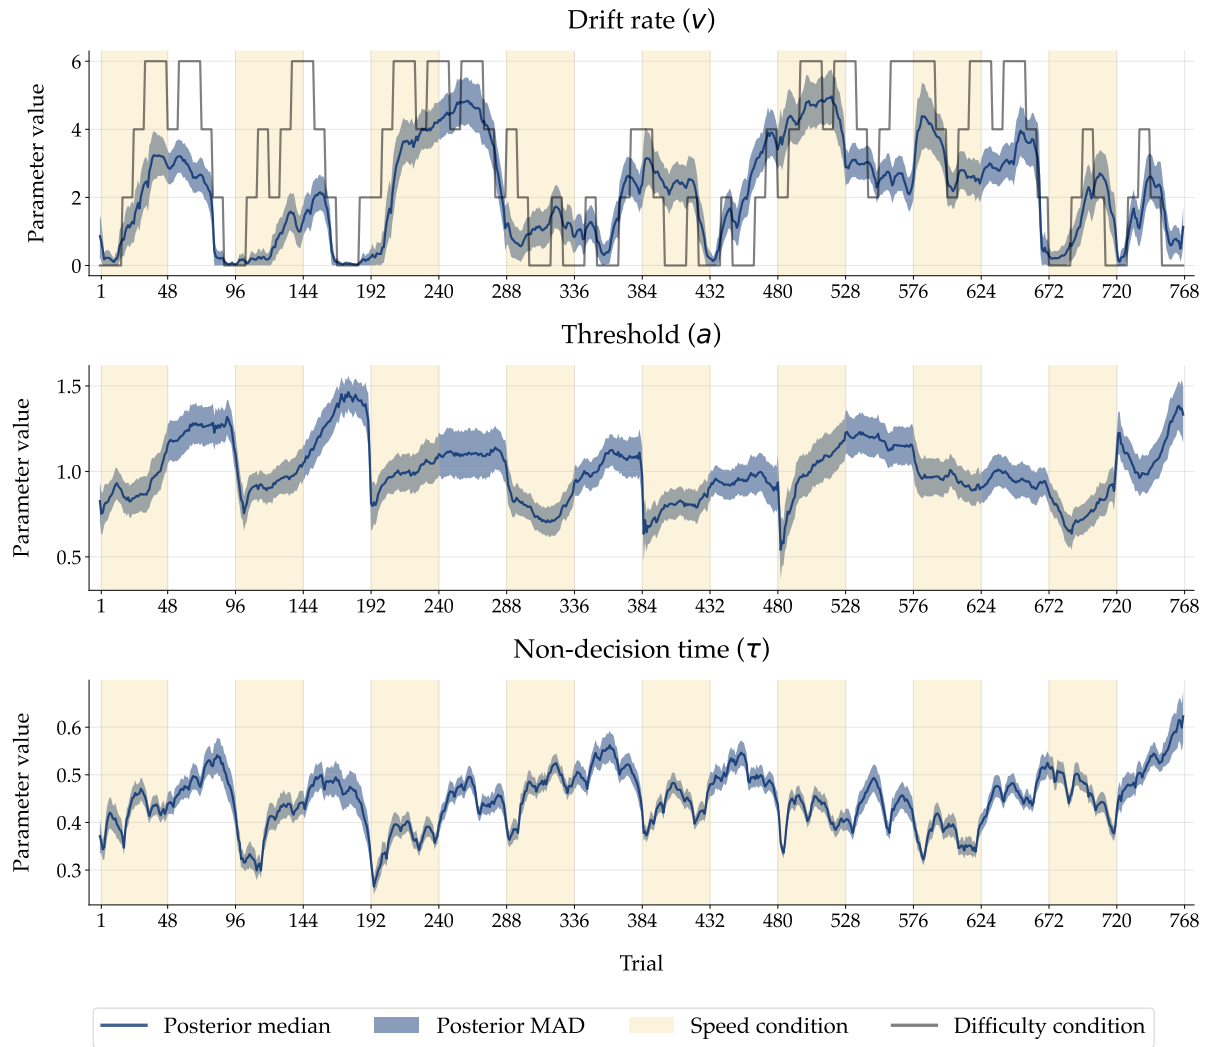 Drift rate (v)
Parameter value
6
4
2
0
1 48 96 144 192 240 288 336 384 432 480 528 576 624 672 720 768
Threshold (a)
Parameter value
1.5
1.0
0.5
1 48 96 144 192 240 288 336 384 432 480 528 576 624 672 720 768
Non-decision time (τ)
Parameter value
0.6
0.5
0.4
0.3
1 48 96 144 192 240 288 336 384 432 480 528 576 624 672 720 768
Trial
Posterior median Posterior MAD Speed condition Difficulty condition